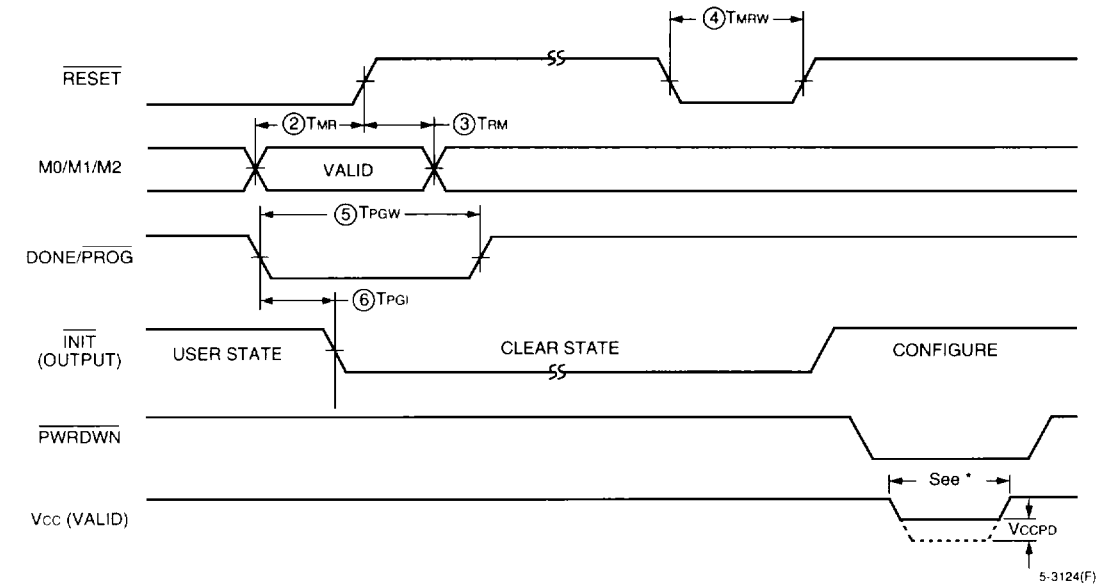 ④TMRW
RESET
②TMR
③TRM
M0/M1/M2
VALID
⑤TPGW
DONE/PROG
⑥TPGI
INIT
(OUTPUT)
USER STATE
CLEAR STATE
CONFIGURE
PWRDWN
See *
VCC (VALID)
VCCPD
5-3124(F)